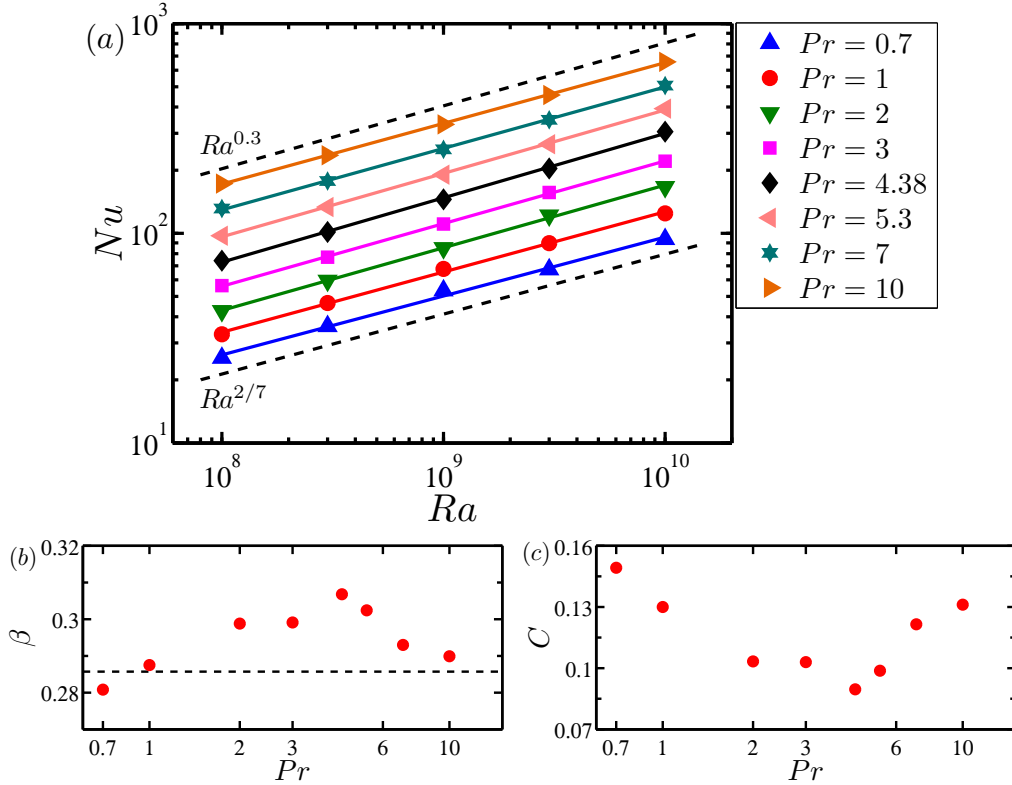 (a)
10^3
10^2
10^1
Nu
Ra^{0.3}
Ra^{2/7}
10^8 10^9 10^10
Ra
Pr = 0.7
Pr = 1
Pr = 2
Pr = 3
Pr = 4.38
Pr = 5.3
Pr = 7
Pr = 10
(b)
0.32
0.3
0.28
β
0.7 1 2 3 6 10
Pr
(c)
0.16
0.13
0.1
0.07
C
0.7 1 2 3 6 10
Pr